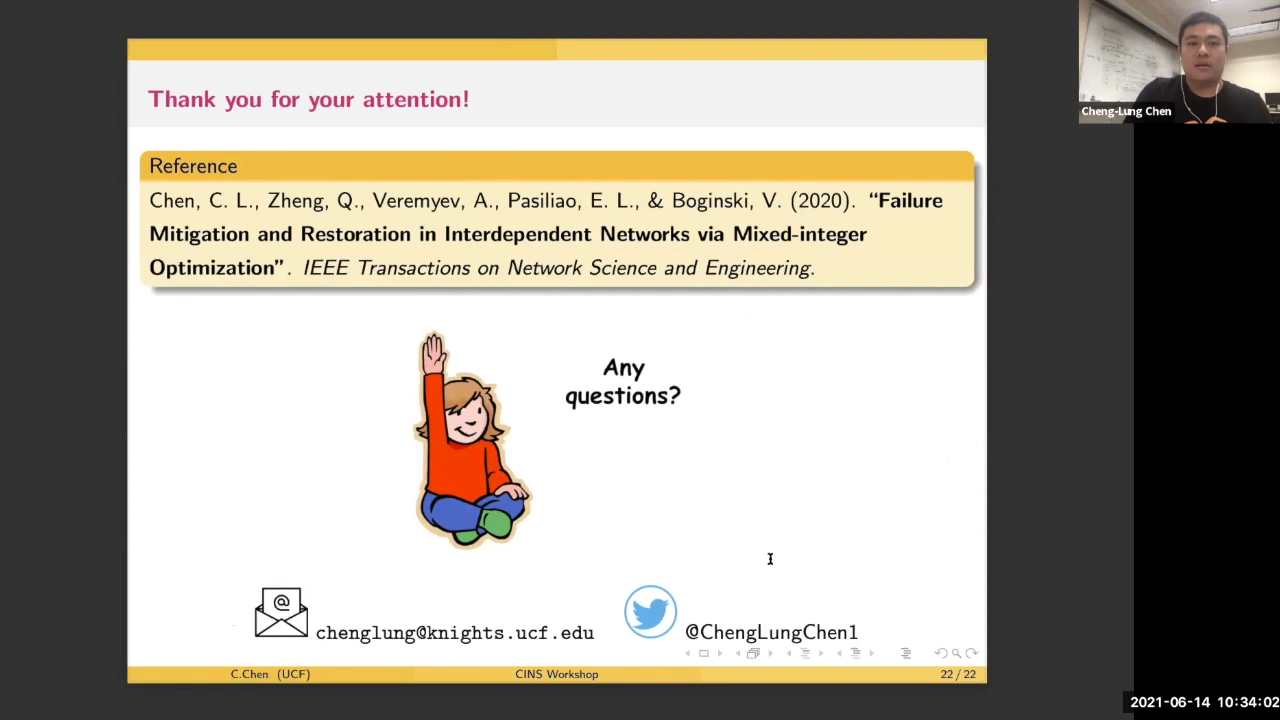 Thank you for your attention!
Reference
Chen, C. L., Zheng, Q., Veremyev, A., Pasiliao, E. L., & Boginski, V. (2020). “Failure
Mitigation and Restoration in Interdependent Networks via Mixed-integer
Optimization”. IEEE Transactions on Network Science and Engineering.
Any
questions?
@
chenglung@knights.ucf.edu
@ChengLungChen1
C.Chen (UCF)
CINS Workshop
22 / 22
Cheng-Lung Chen
2021-06-14 10:34:02